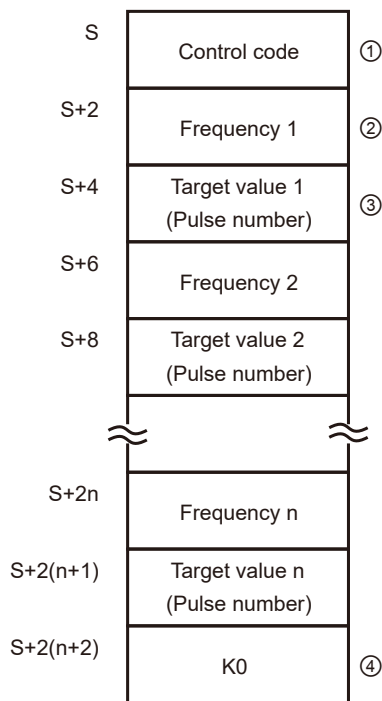 S
Control code
①
S+2
Frequency 1
②
S+4
Target value 1
(Pulse number)
③
S+6
Frequency 2
S+8
Target value 2
(Pulse number)
S+2n
Frequency n
S+2(n+1)
Target value n
(Pulse number)
S+2(n+2)
K0
④